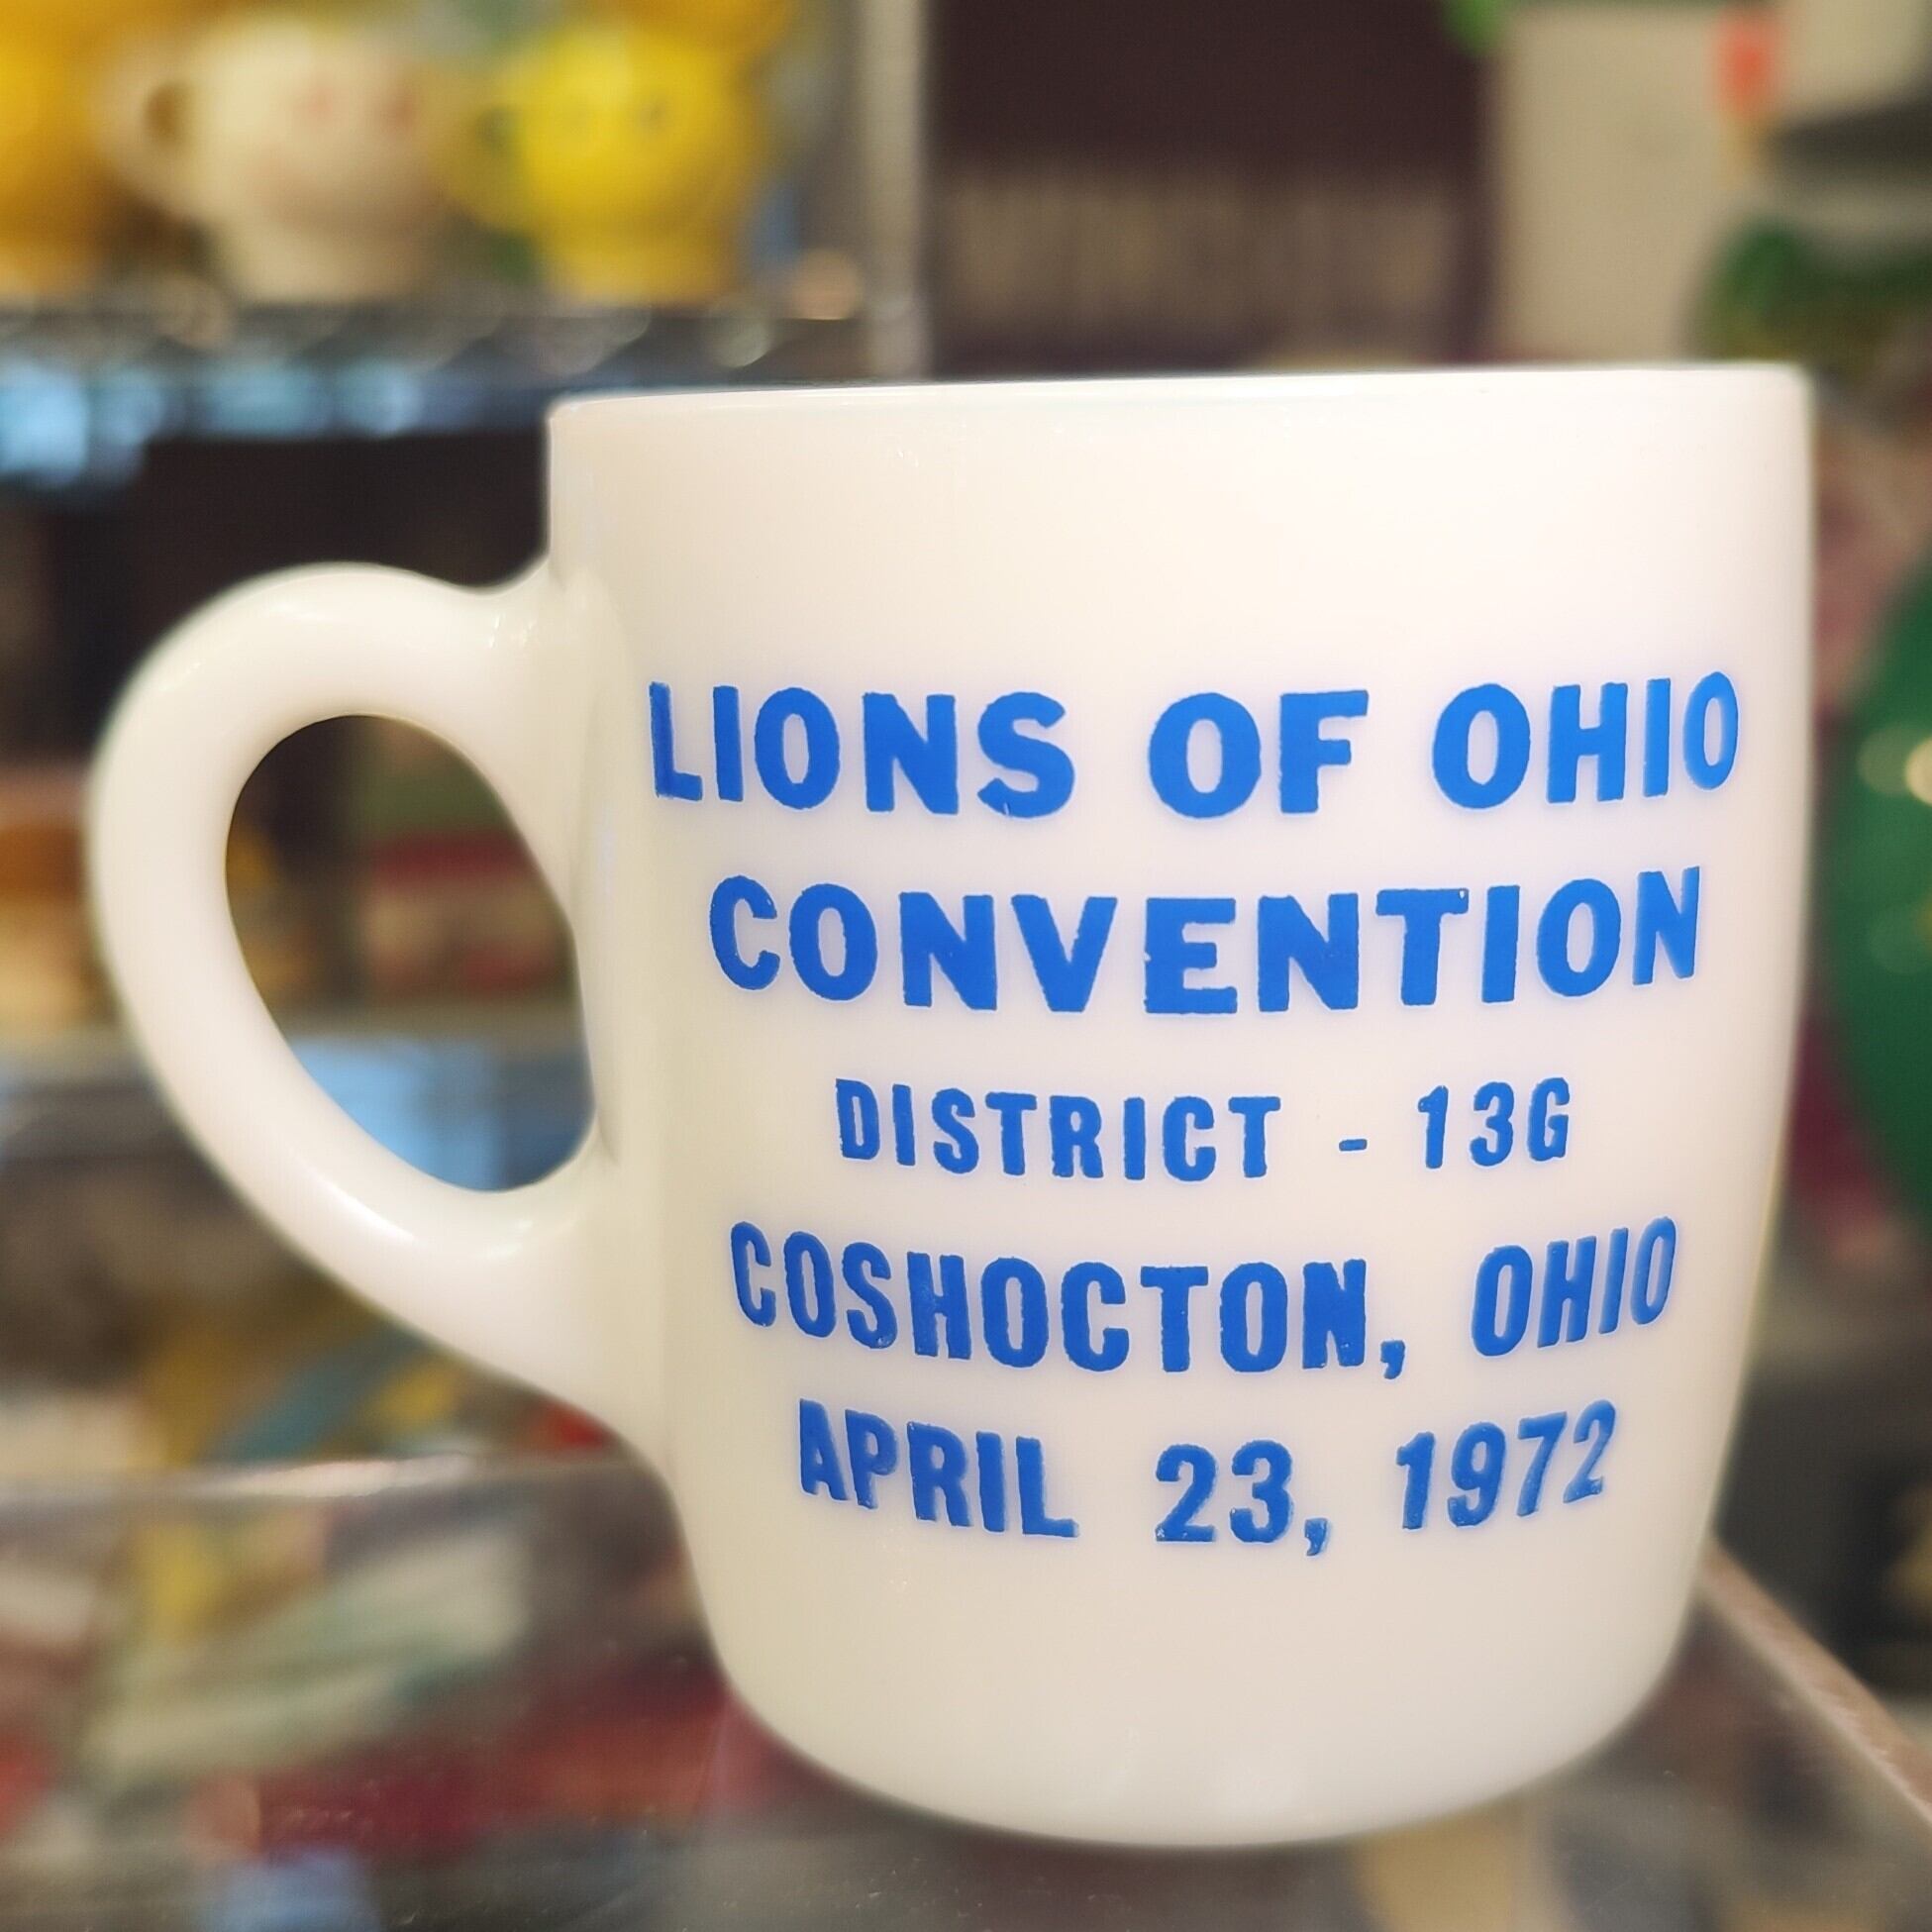 LIONS OF OHIO
CONVENTION
DISTRICT - 13G
COSHOCTON, OHIO
APRIL 23, 1972